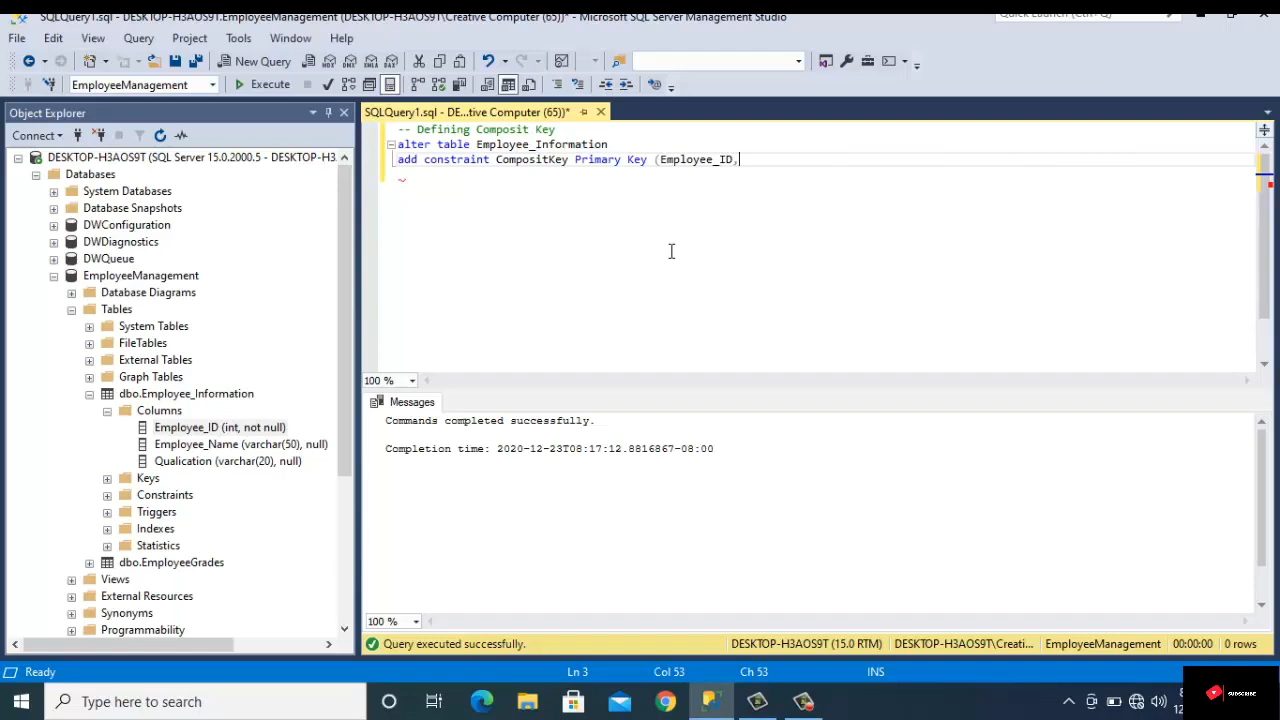 SQLQuery1.sql - DESKTOP-H3AOS9T.EmployeeManagement (DESKTOP-H3AOS9T\Creative Computer (65))* - Microsoft SQL Server Management Studio
Quick Launch (Ctrl+Q)
File Edit View Query Project Tools Window Help
New Query
EmployeeManagement Execute
Object Explorer
SQLQuery1.sql - DE...tive Computer (65))*
Connect
DESKTOP-H3AOS9T (SQL Server 15.0.2000.5 - DESKTOP-H3
Databases
System Databases
Database Snapshots
DWConfiguration
DWDiagnostics
DWQueue
EmployeeManagement
Database Diagrams
Tables
System Tables
FileTables
External Tables
Graph Tables
dbo.Employee_Information
Columns
Employee_ID (int, not null)
Employee_Name (varchar(50), null)
Qualication (varchar(20), null)
Keys
Constraints
Triggers
Indexes
Statistics
dbo.EmployeeGrades
Views
External Resources
Synonyms
Programmability
-- Defining Composit Key
alter table Employee_Information
add constraint CompositKey Primary Key (Employee_ID,
100 %
Messages
Commands completed successfully.
Completion time: 2020-12-23T08:17:12.8816867-08:00
100 %
Query executed successfully.
DESKTOP-H3AOS9T (15.0 RTM)
DESKTOP-H3AOS9T\Creati...
EmployeeManagement
00:00:00
0 rows
Ready
Ln 3
Col 53
Ch 53
INS
Type here to search
SUBSCRIBE